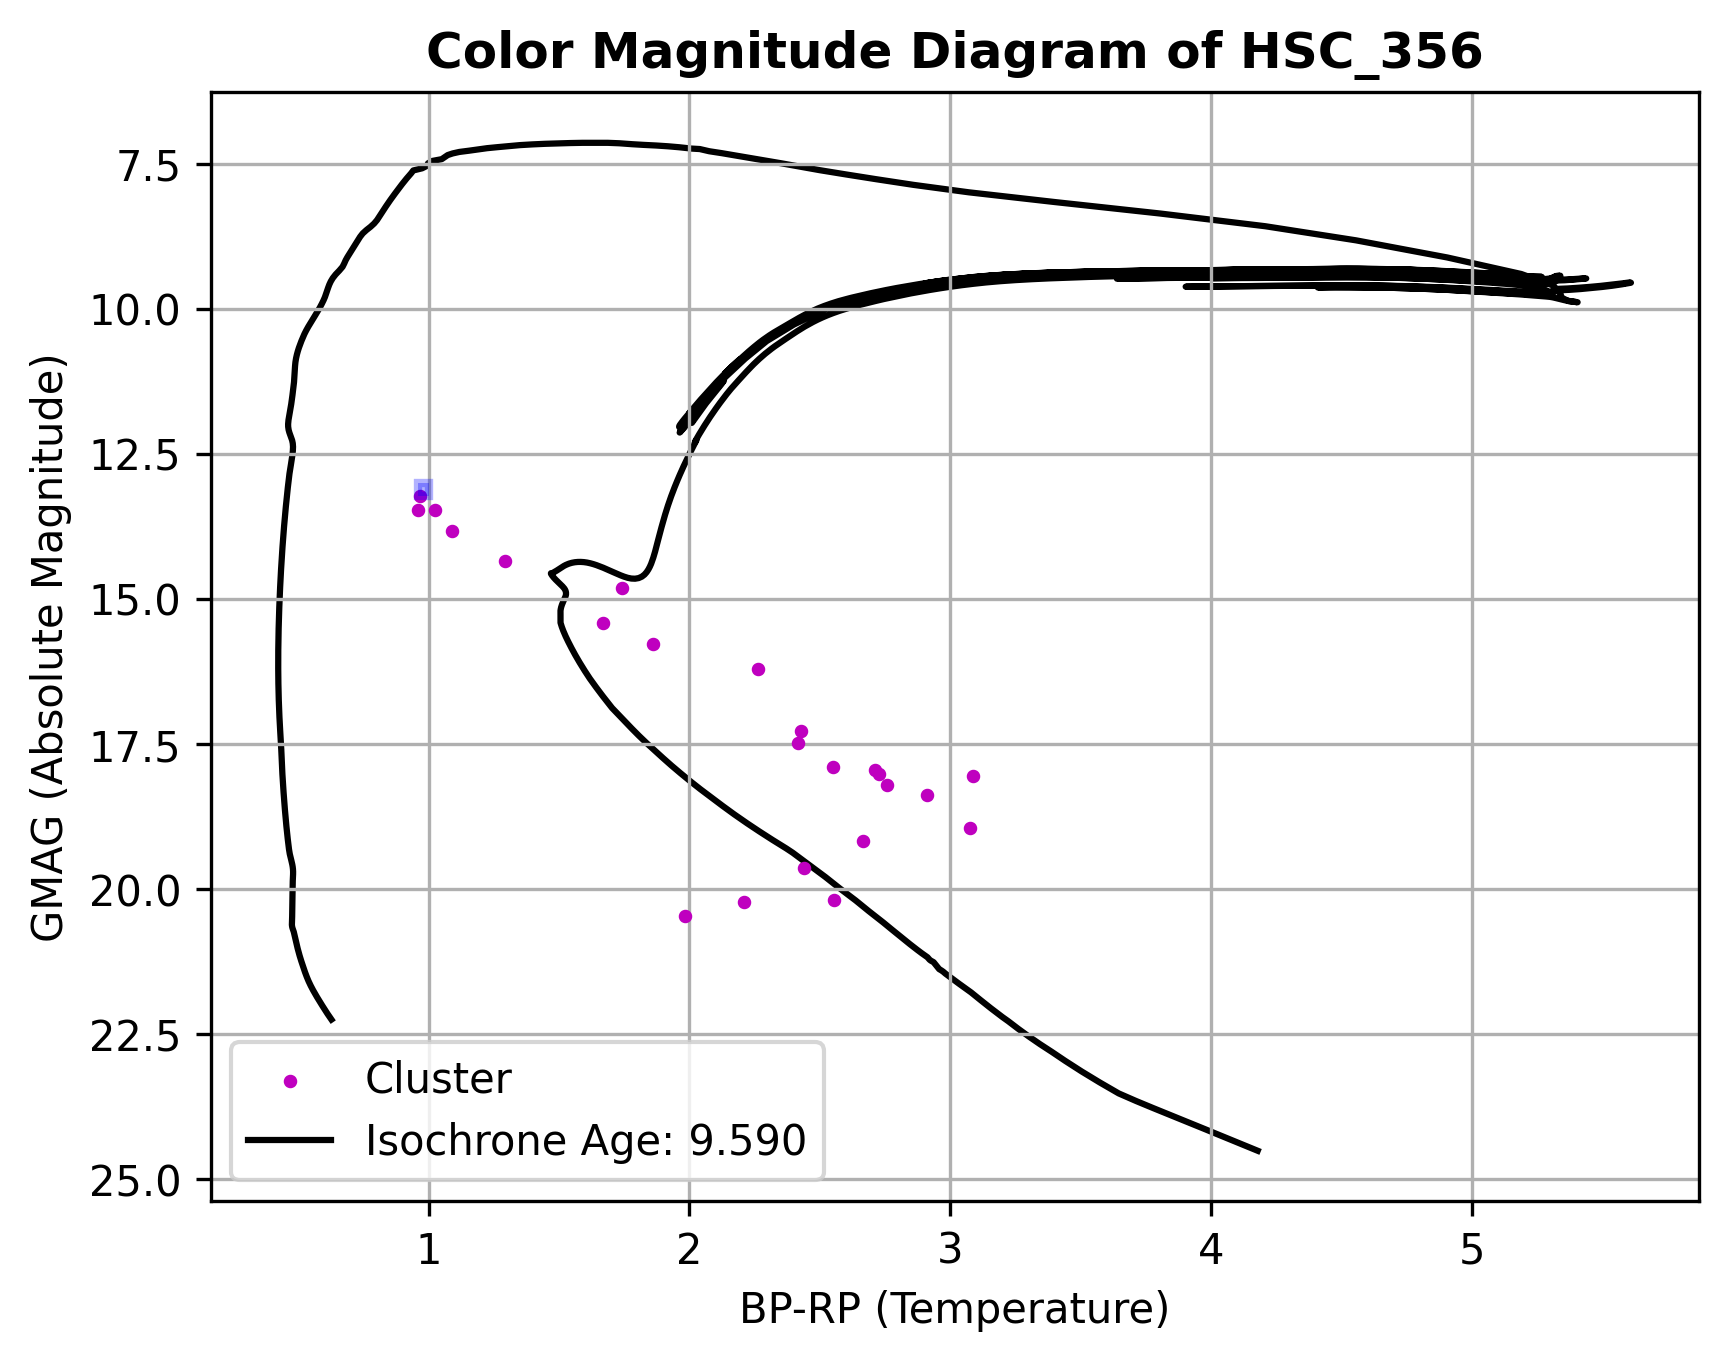 Color Magnitude Diagram of HSC_356
GMAG (Absolute Magnitude)
7.5
10.0
12.5
15.0
17.5
20.0
22.5
25.0
Cluster
Isochrone Age: 9.590
1 2 3 4 5
BP-RP (Temperature)